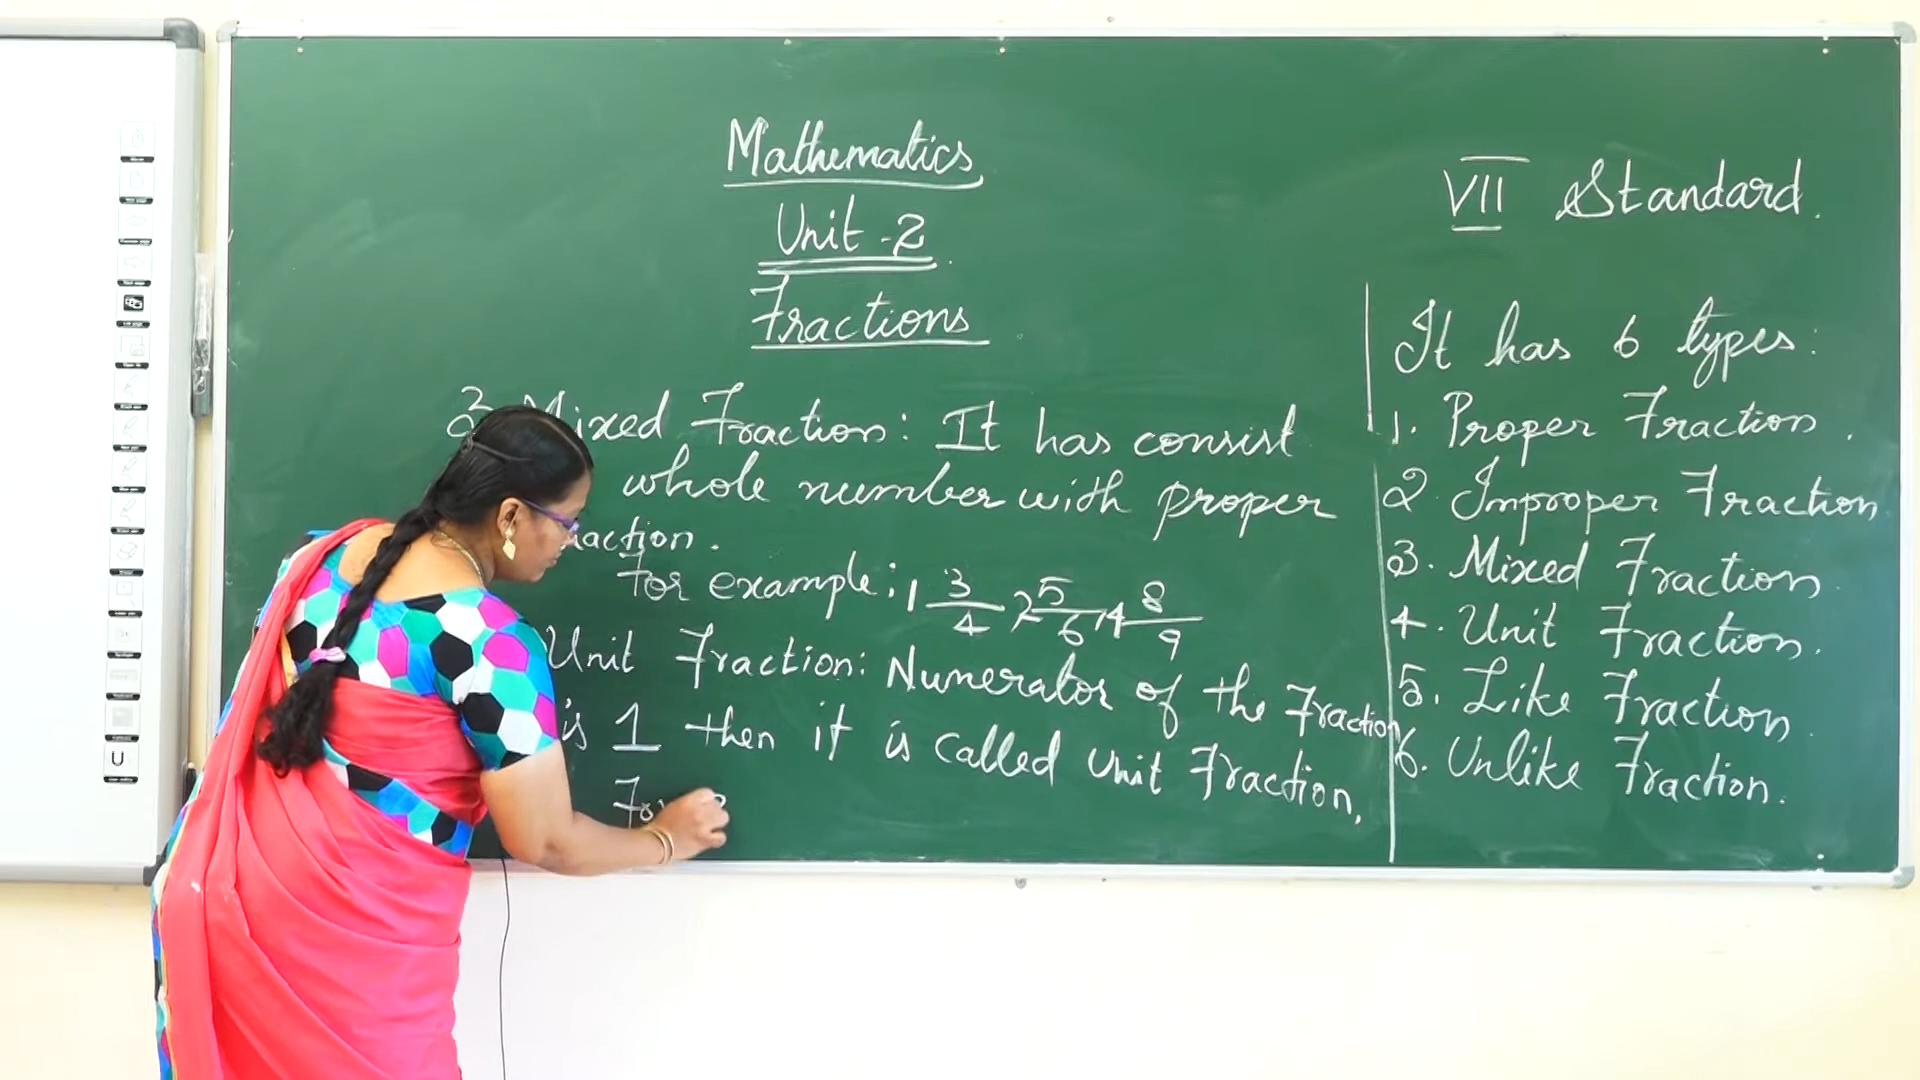 Mathematics
Unit - 2
Fractions
VII Standard.
3 Mixed Fraction: It has consist
whole number with proper
raction.
For example; 1 3/4, 2 5/6, 4 8/9
Unit Fraction: Numerator of the Fraction
is 1 then it is called Unit Fraction,
For
It has 6 types:
1. Proper Fraction.
2. Improper Fraction
3. Mixed Fraction.
4. Unit Fraction.
5. Like Fraction.
6. Unlike Fraction.
U